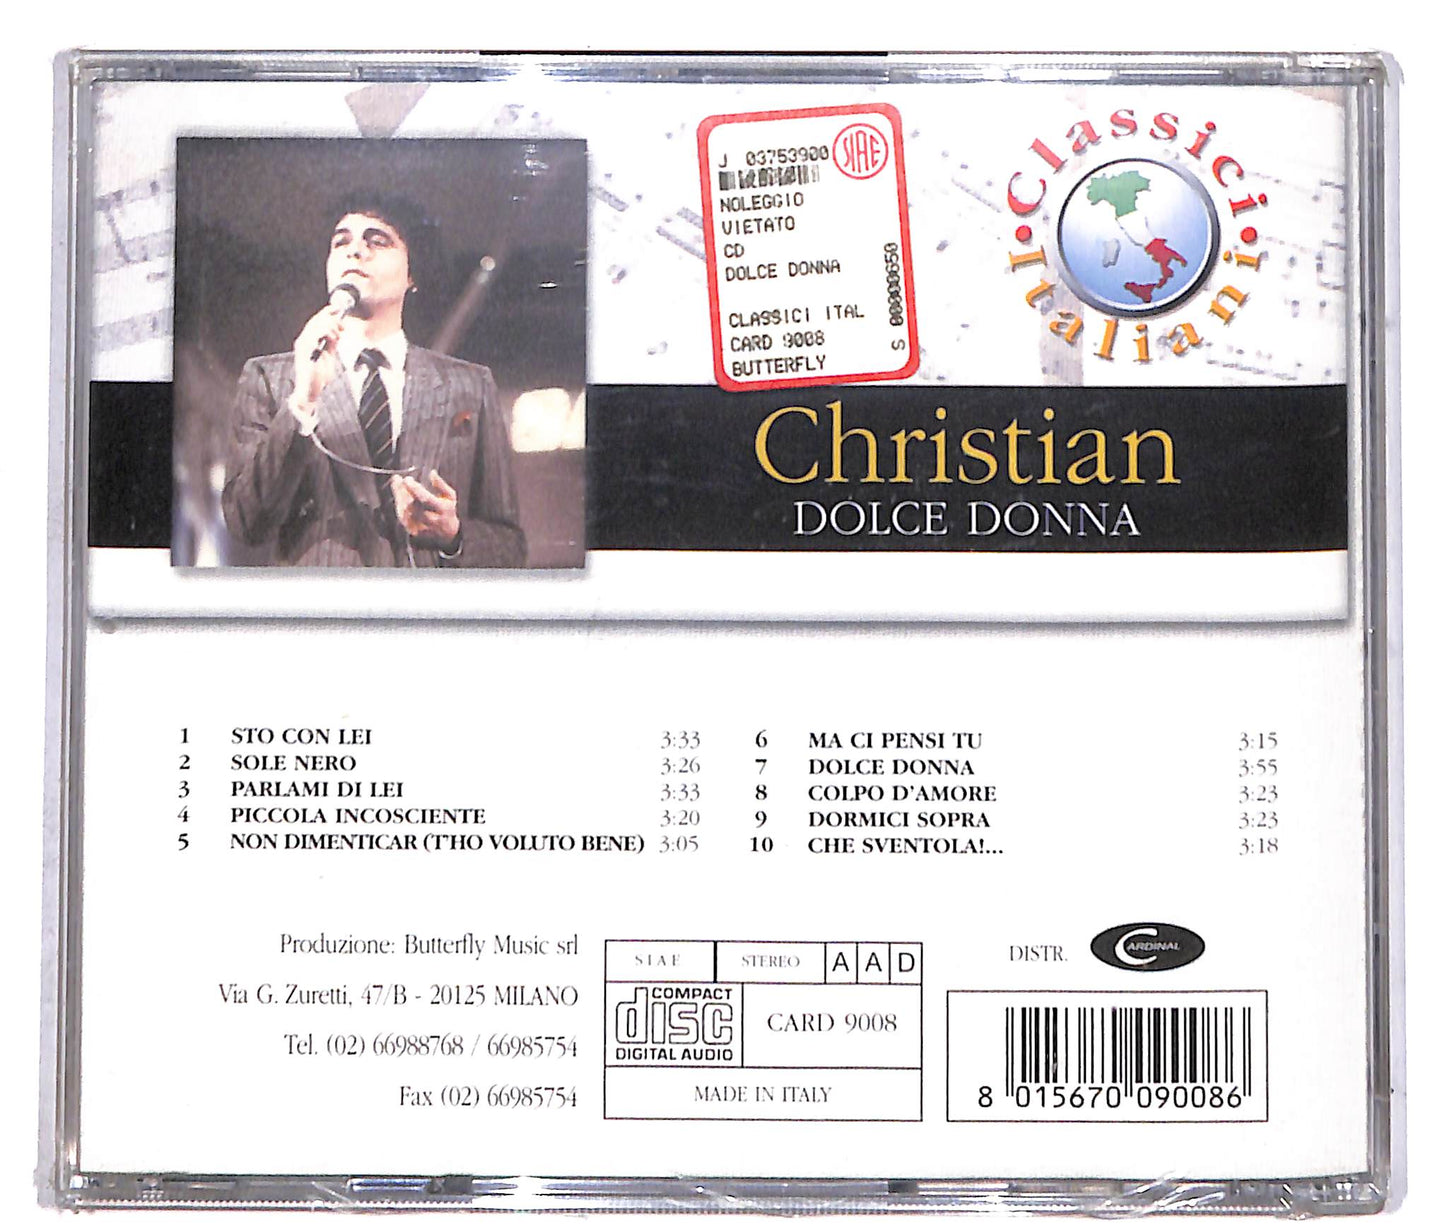 J 03753900
SIAE
NOLEGGIO
VIETATO
CD
DOLCE DONNA
CLASSICI ITAL
CARD 9008
BUTTERFLY
S 00000650
•Classici•
Italiani
Christian
DOLCE DONNA
1 STO CON LEI 3:33
2 SOLE NERO 3:26
3 PARLAMI DI LEI 3:33
4 PICCOLA INCOSCIENTE 3:20
5 NON DIMENTICAR (T'HO VOLUTO BENE) 3:05
6 MA CI PENSI TU 3:15
7 DOLCE DONNA 3:55
8 COLPO D'AMORE 3:23
9 DORMICI SOPRA 3:23
10 CHE SVENTOLA!... 3:18
Produzione: Butterfly Music srl
Via G. Zuretti, 47/B - 20125 MILANO
Tel. (02) 66988768 / 66985754
Fax (02) 66985754
SIAE STEREO A A D
COMPACT
disc
DIGITAL AUDIO
CARD 9008
MADE IN ITALY
DISTR. CARDINAL
8 015670 090086